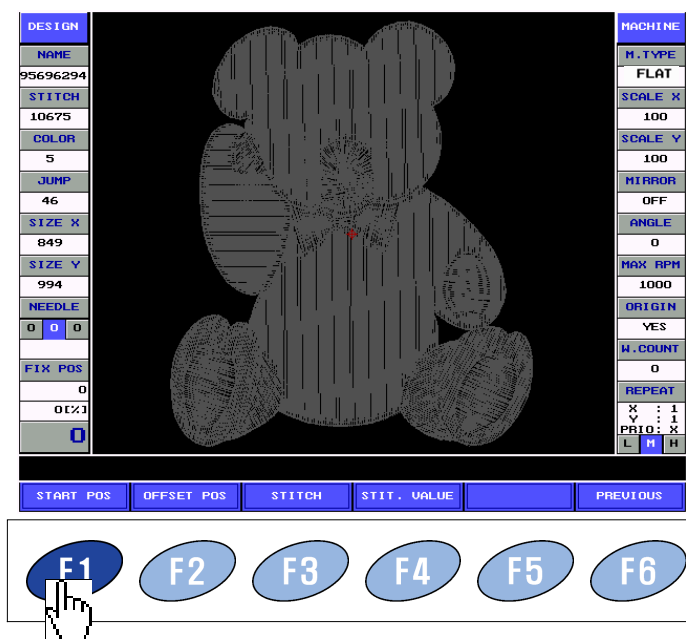 DESIGN
NAME
95696294
STITCH
10675
COLOR
5
JUMP
46
SIZE X
849
SIZE Y
994
NEEDLE
0 0 0
FIX POS
0
0[%]
0
MACHINE
M.TYPE
FLAT
SCALE X
100
SCALE Y
100
MIRROR
OFF
ANGLE
0
MAX RPM
1000
ORIGIN
YES
W.COUNT
0
REPEAT
X : 1
Y : 1
PRIO: X
L M H
START POS OFFSET POS STITCH STIT. VALUE PREVIOUS
F1 F2 F3 F4 F5 F6